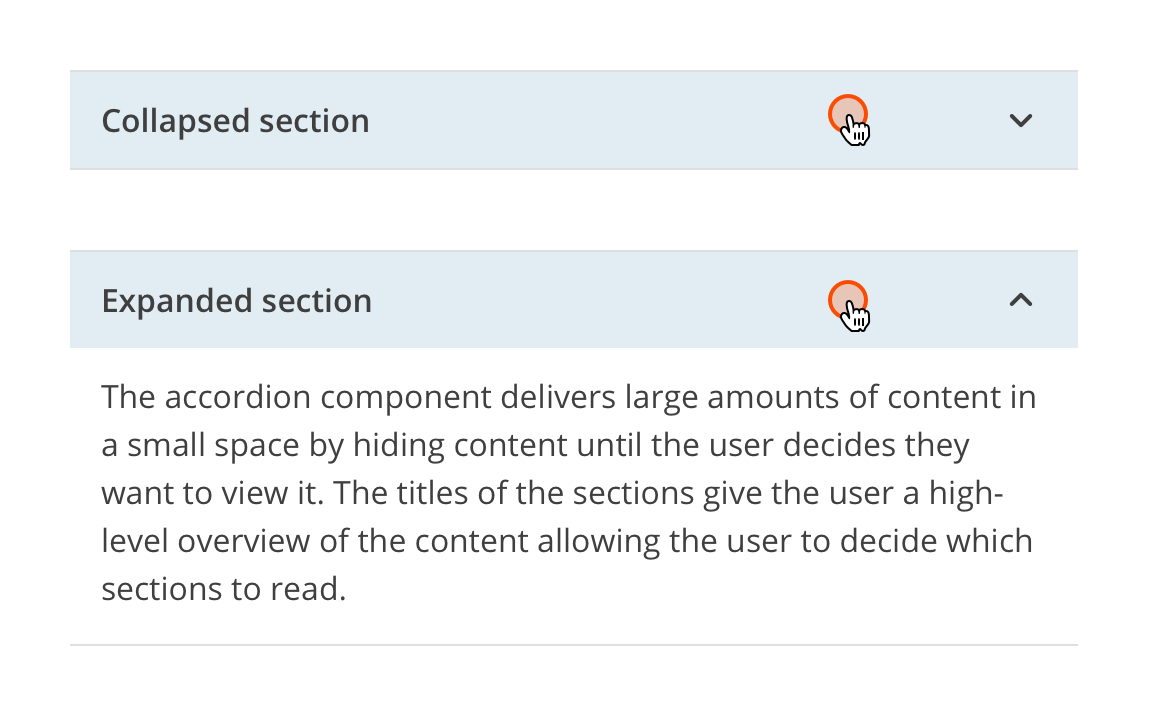 Collapsed section
Expanded section
The accordion component delivers large amounts of content in
a small space by hiding content until the user decides they
want to view it. The titles of the sections give the user a high-
level overview of the content allowing the user to decide which
sections to read.